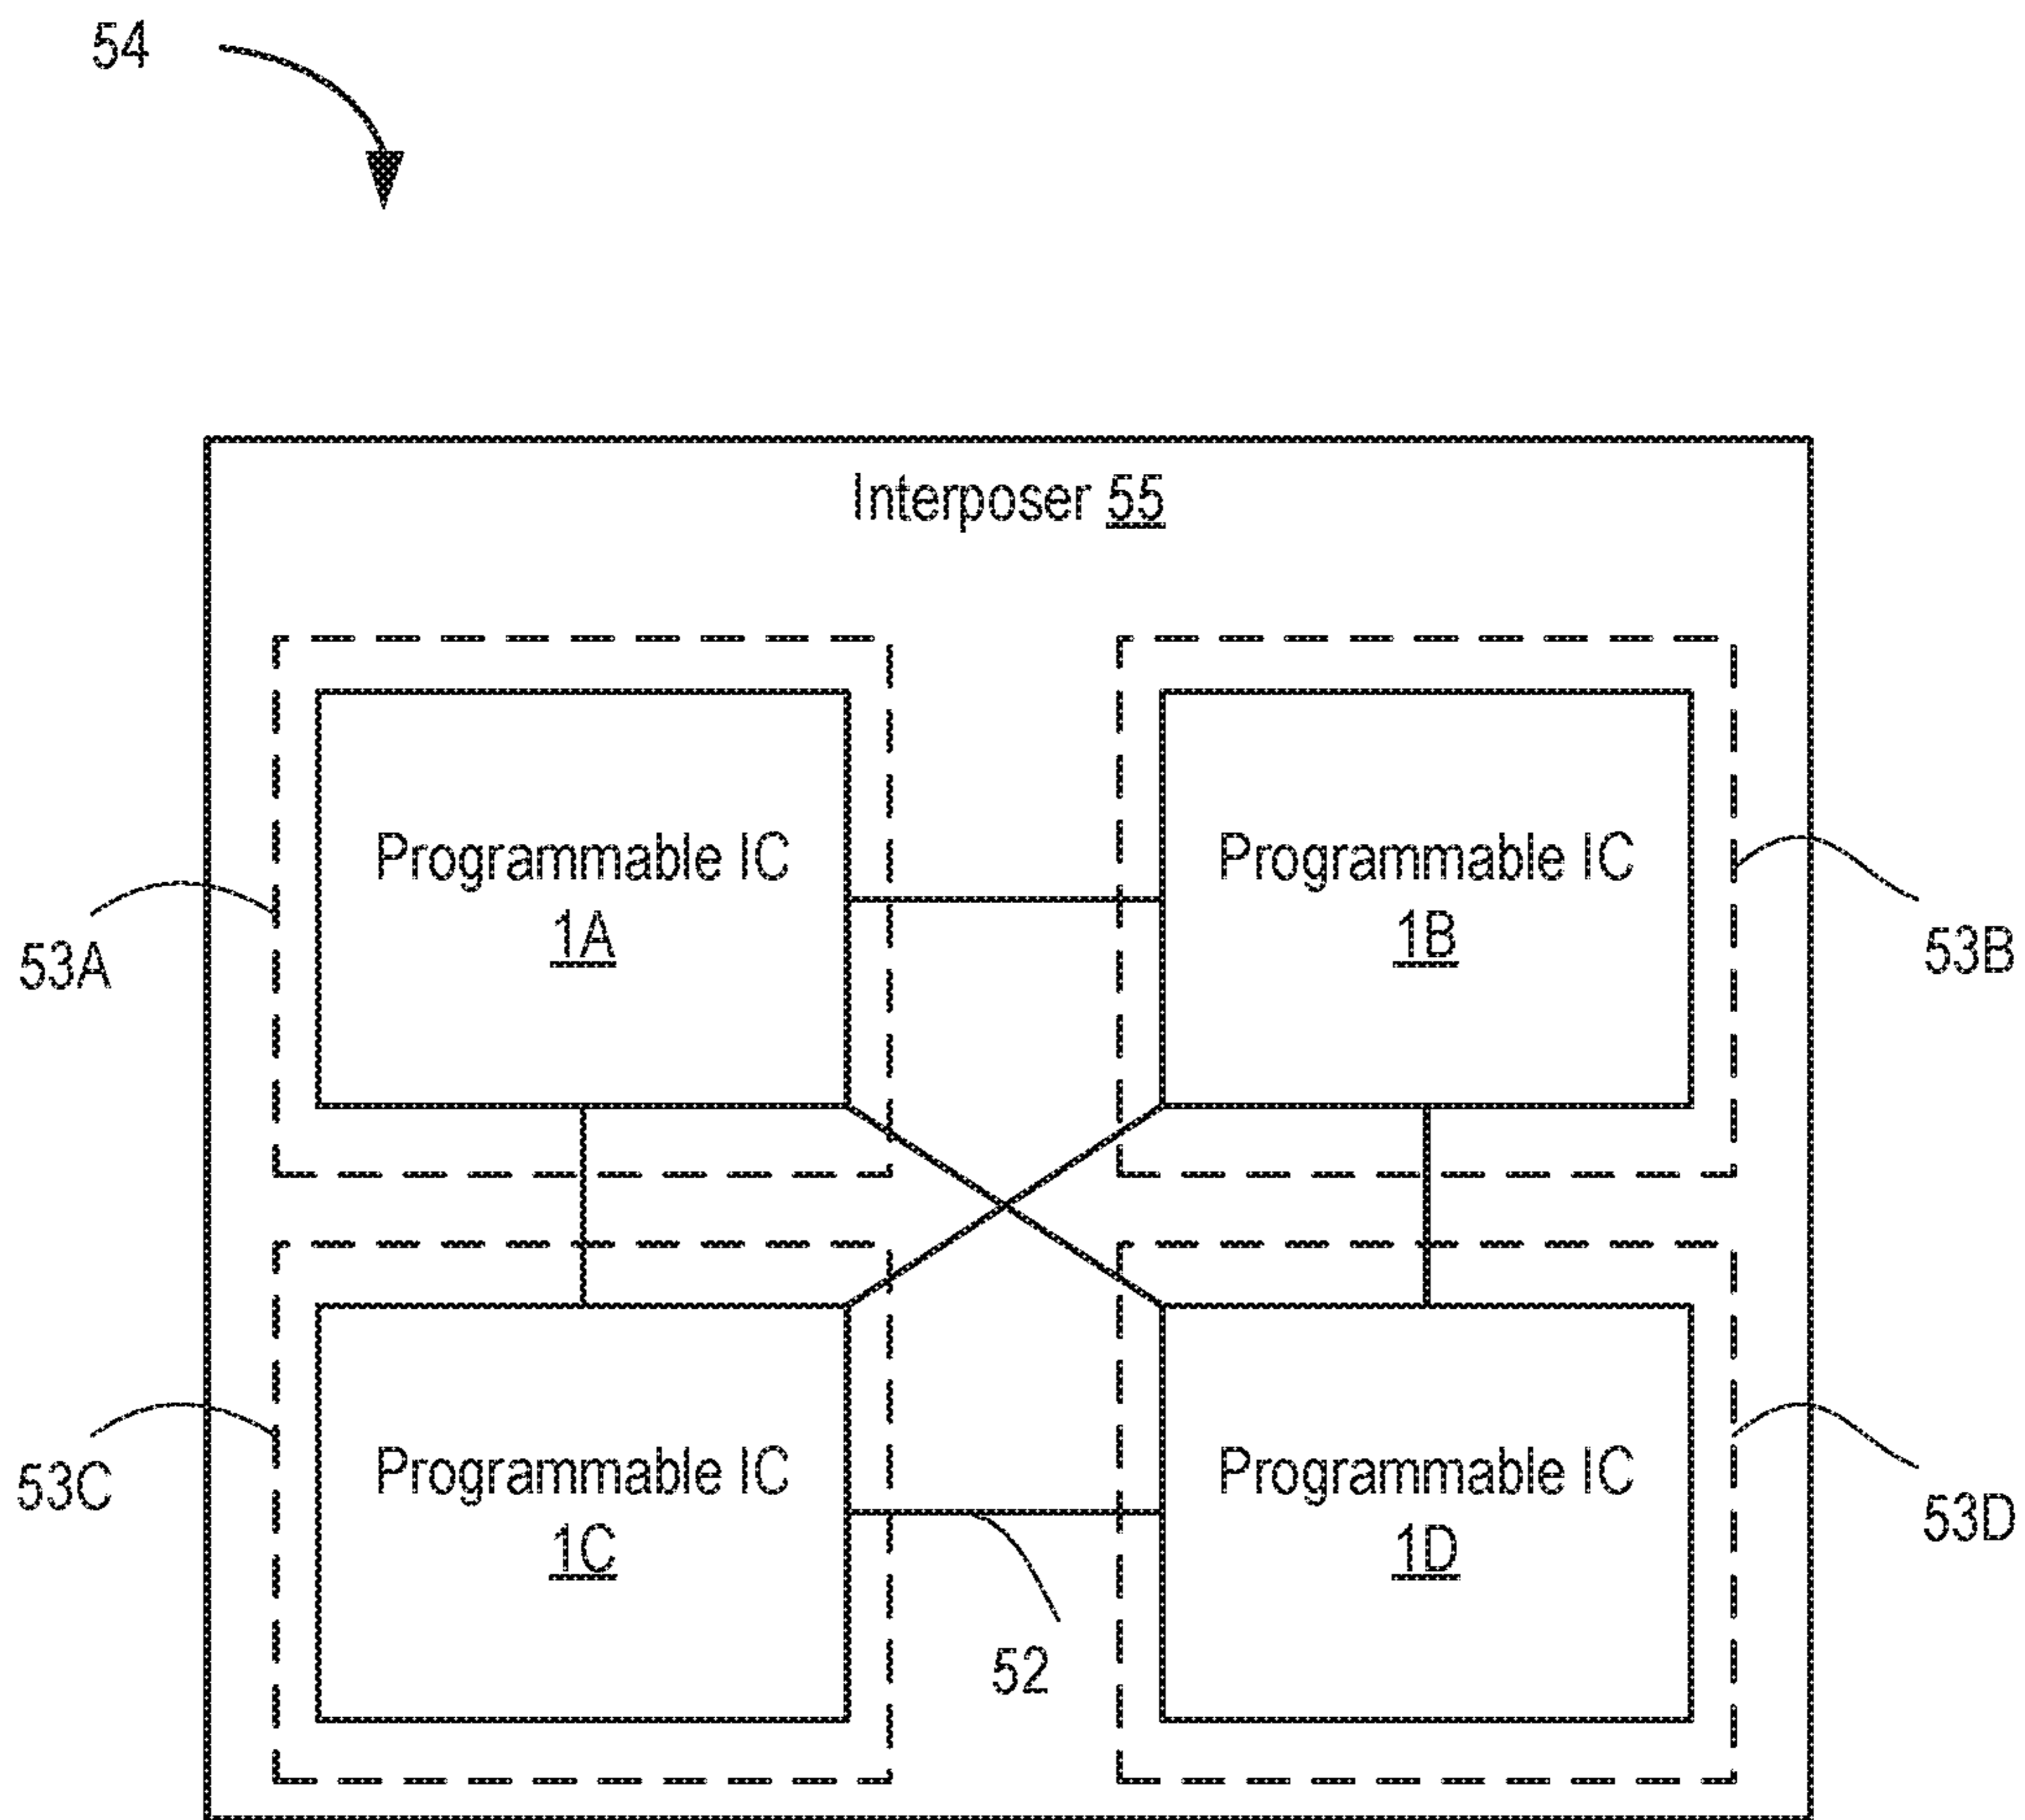 54
Interposer 55
Programmable IC
1A
Programmable IC
1B
53A
53B
Programmable IC
1C
Programmable IC
1D
53C
53D
52